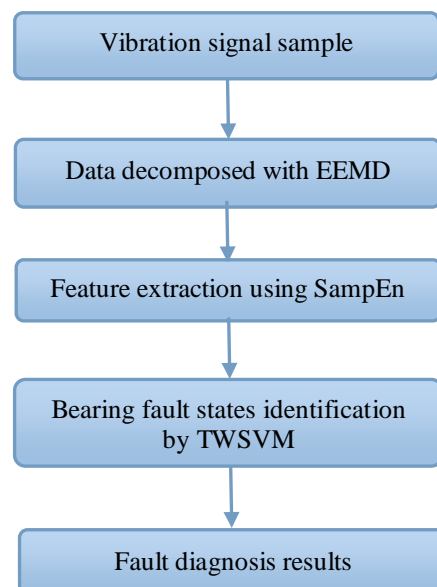 Vibration signal sample
Data decomposed with EEMD
Feature extraction using SampEn
Bearing fault states identification
by TWSVM
Fault diagnosis results